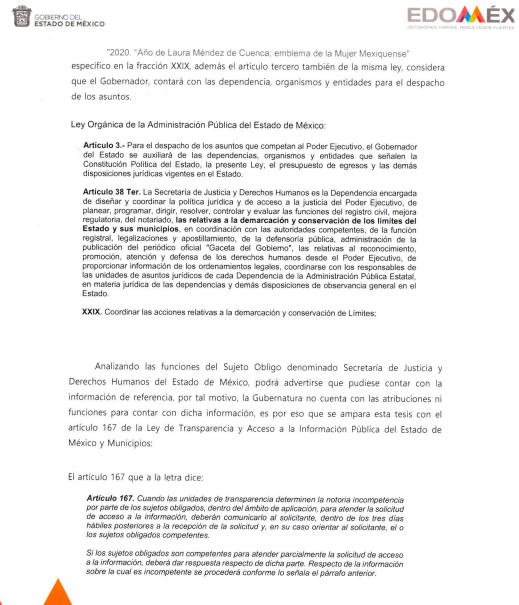 GOBIERNO DEL
ESTADO DE MÉXICO
EDOMÉX
DECISIONES FIRMES, RESULTADOS FUERTES.
"2020. "Año de Laura Méndez de Cuenca; emblema de la Mujer Mexiquense"
especifico en la fracción XXIX, además el articulo tercero también de la misma ley, considera
que el Gobernador, contará con las dependencia, organismos y entidades para el despacho
de los asuntos.
Ley Orgánica de la Administración Pública del Estado de México:
Artículo 3.- Para el despacho de los asuntos que competan al Poder Ejecutivo, el Gobernador
del Estado se auxiliará de las dependencias, organismos y entidades que señalen la
Constitución Política del Estado, la presente Ley, el presupuesto de egresos y las demás
disposiciones jurídicas vigentes en el Estado.
Artículo 38 Ter. La Secretaría de Justicia y Derechos Humanos es la Dependencia encargada
de diseñar y coordinar la política jurídica y de acceso a la justicia del Poder Ejecutivo, de
planear, programar, dirigir, resolver, controlar y evaluar las funciones del registro civil, mejora
regulatoria, del notariado, las relativas a la demarcación y conservación de los límites del
Estado y sus municipios, en coordinación con las autoridades competentes, de la función
registral, legalizaciones y apostillamiento, de la defensoría pública, administración de la
publicación del periódico oficial "Gaceta del Gobierno", las relativas al reconocimiento,
promoción, atención y defensa de los derechos humanos desde el Poder Ejecutivo, de
proporcionar información de los ordenamientos legales, coordinarse con los responsables de
las unidades de asuntos jurídicos de cada Dependencia de la Administración Pública Estatal,
en materia jurídica de las dependencias y demás disposiciones de observancia general en el
Estado.
XXIX. Coordinar las acciones relativas a la demarcación y conservación de Límites;
Analizando las funciones del Sujeto Obligo denominado Secretaría de Justicia y
Derechos Humanos del Estado de México, podrá advertirse que pudiese contar con la
información de referencia, por tal motivo, la Gubernatura no cuenta con las atribuciones ni
funciones para contar con dicha información, es por eso que se ampara esta tesis con el
artículo 167 de la Ley de Transparencia y Acceso a la Información Pública del Estado de
México y Municipios:
El artículo 167 que a la letra dice:
Artículo 167. Cuando las unidades de transparencia determinen la notoria incompetencia
por parte de los sujetos obligados, dentro del ámbito de aplicación, para atender la solicitud
de acceso a la información, deberán comunicarlo al solicitante, dentro de los tres días
hábiles posteriores a la recepción de la solicitud y, en su caso orientar al solicitante, el o
los sujetos obligados competentes.
Si los sujetos obligados son competentes para atender parcialmente la solicitud de acceso
a la información, deberá dar respuesta respecto de dicha parte. Respecto de la información
sobre la cual es incompetente se procederá conforme lo señala el párrafo anterior.